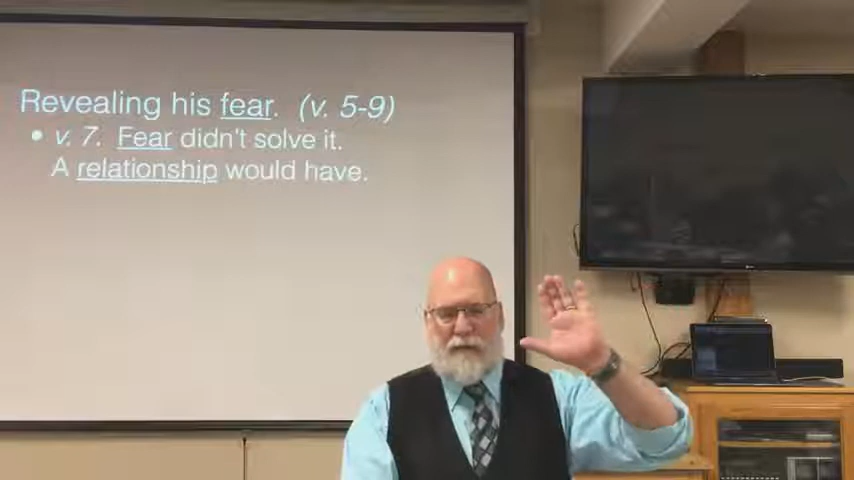 Revealing his fear. (v. 5-9)
• v. 7. Fear didn't solve it.
A relationship would have.